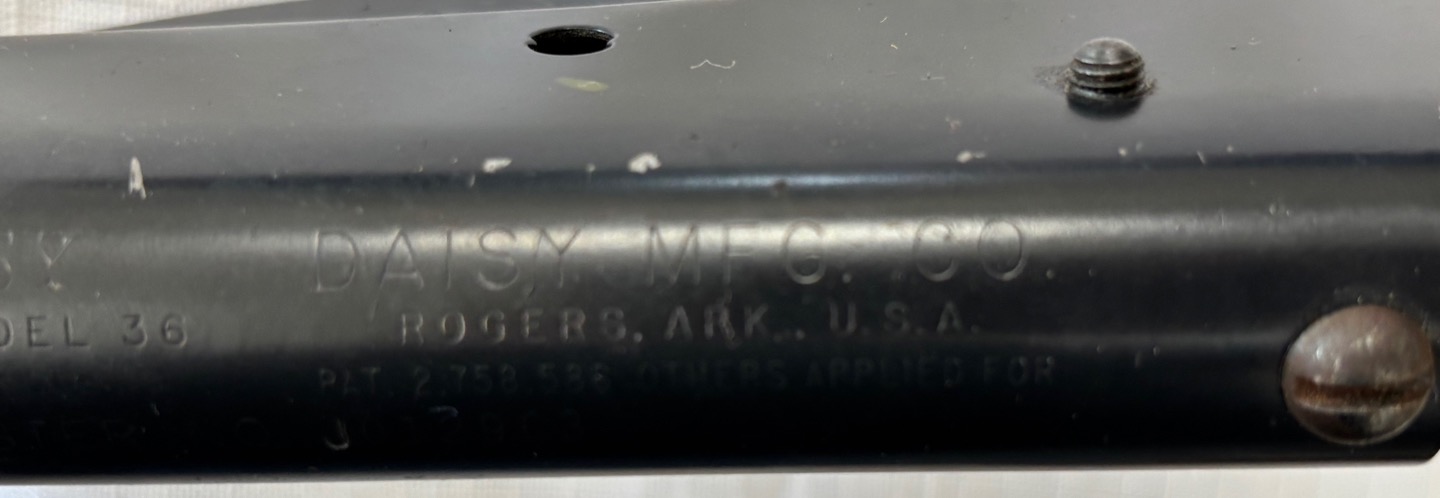 DAISY MFG. CO.
DEL 36 ROGERS, ARK., U.S.A.
PAT. 2,758,586 OTHERS APPLIED FOR